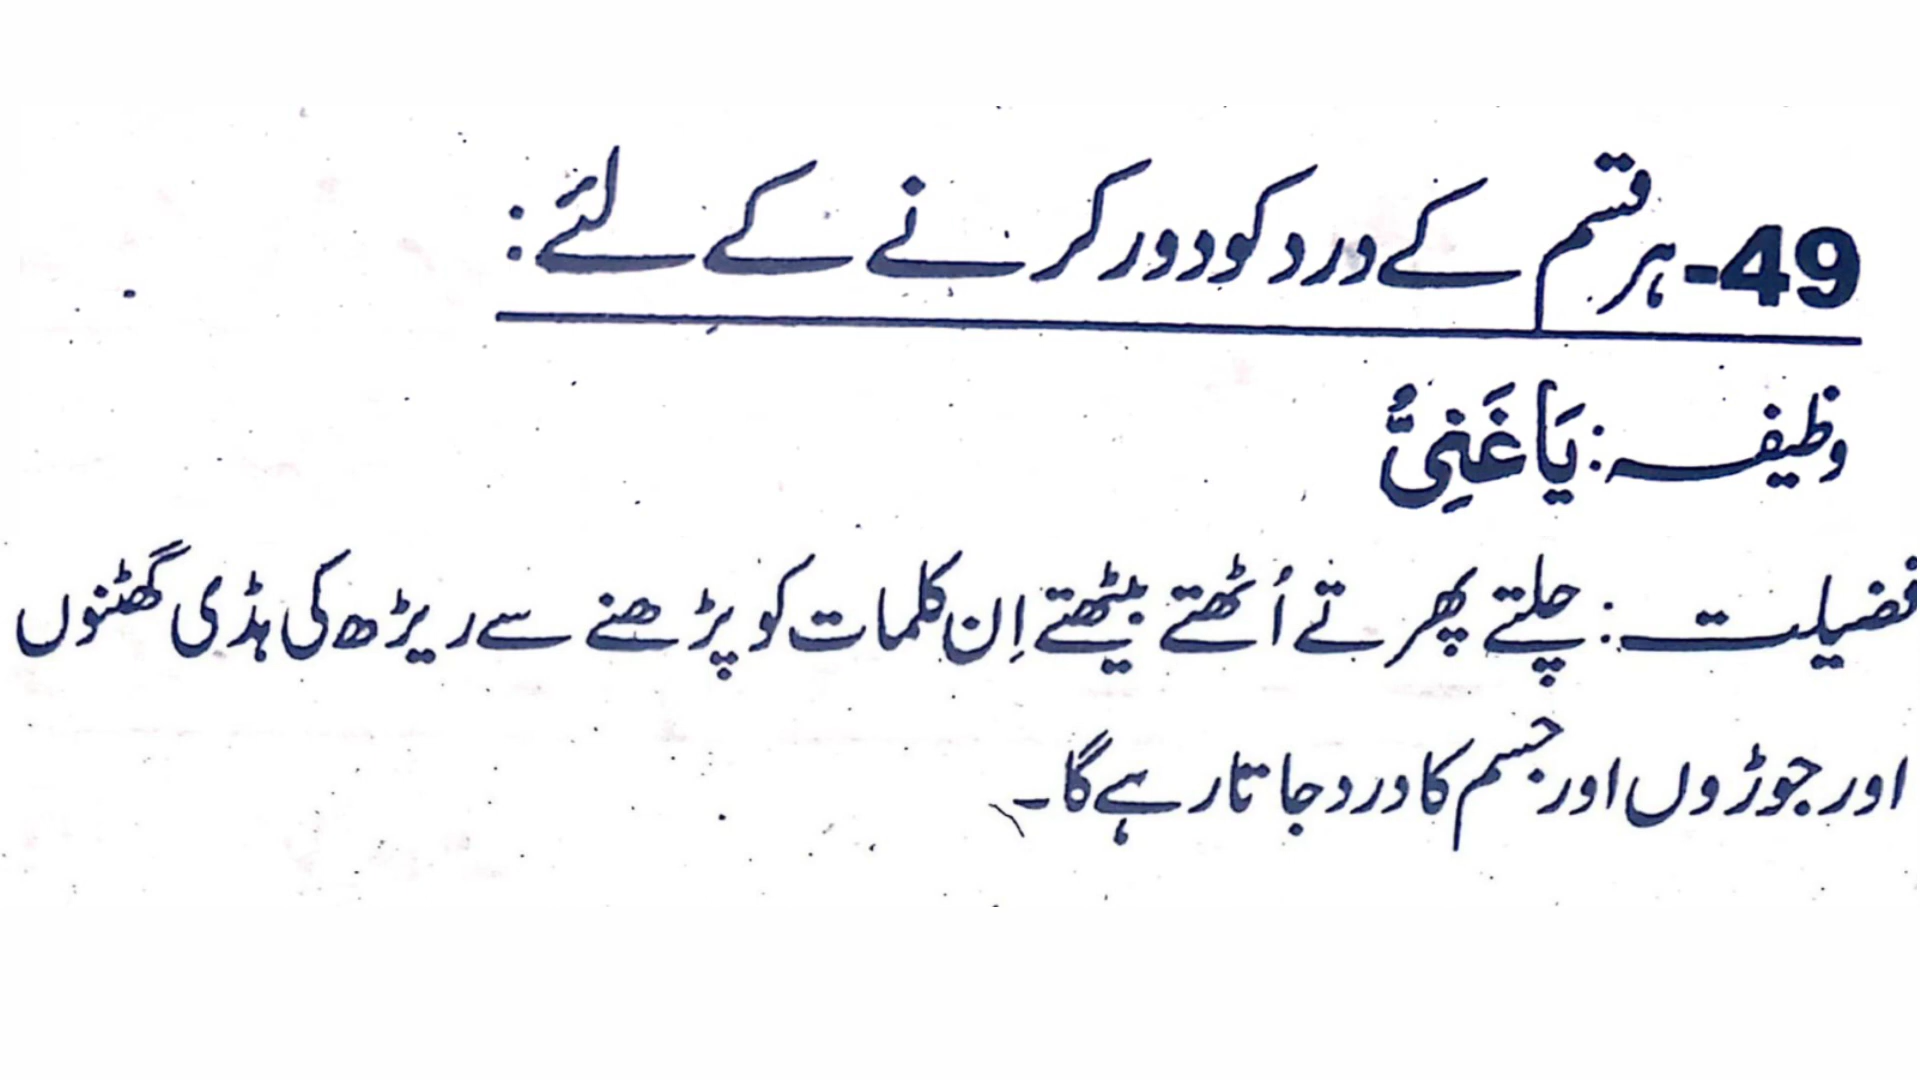 49- ہر قسم کے درد کو دور کرنے کے لئے:
وظیفہ: يَا غَنِيُّ
فضیلت: چلتے پھرتے اُٹھتے بیٹھتے اِن کلمات کو پڑھنے سے ریڑھ کی ہڈی گھٹنوں
اور جوڑوں اور جسم کا درد جاتا رہے گا۔